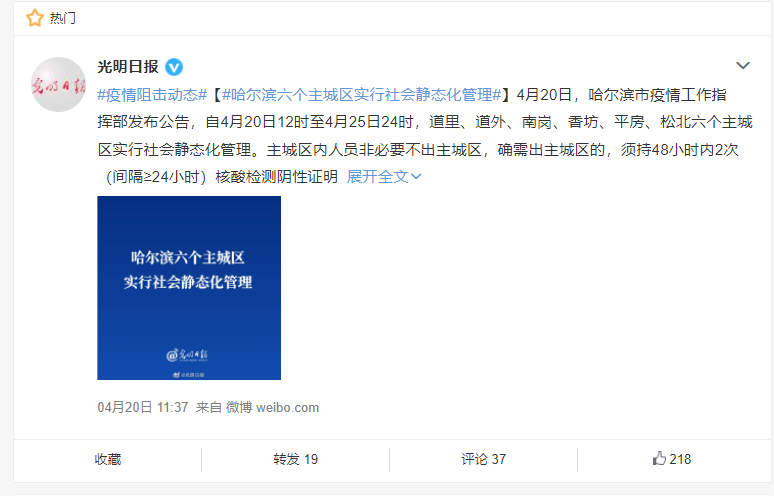 热门
光明日报
#疫情阻击动态#【#哈尔滨六个主城区实行社会静态化管理#】4月20日，哈尔滨市疫情工作指
挥部发布公告，自4月20日12时至4月25日24时，道里、道外、南岗、香坊、平房、松北六个主城
区实行社会静态化管理。主城区内人员非必要不出主城区，确需出主城区的，须持48小时内2次
（间隔≥24小时）核酸检测阴性证明 展开全文
哈尔滨六个主城区
实行社会静态化管理
@光明日报
@光明日报
04月20日 11:37 来自 微博 weibo.com
收藏 转发 19 评论 37 218